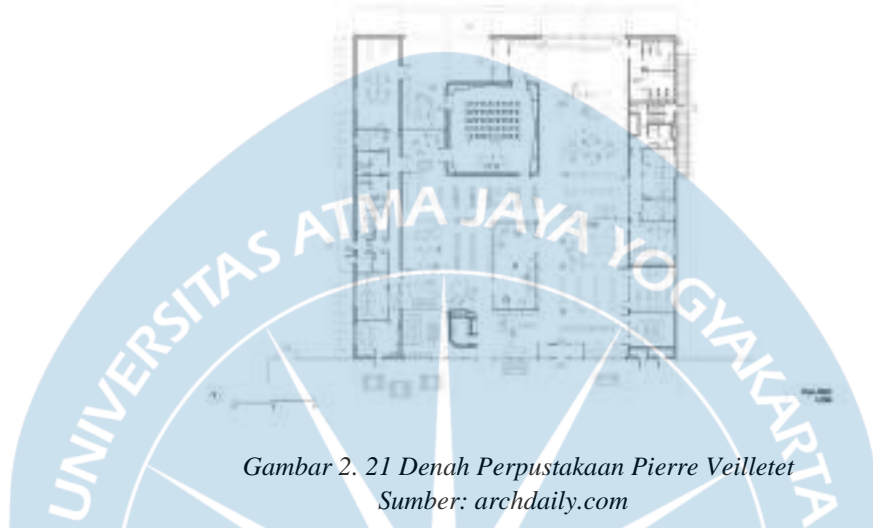 UNIVERSITAS ATMA JAYA YOGYAKARTA
Gambar 2. 21 Denah Perpustakaan Pierre Veilletet
Sumber: archdaily.com